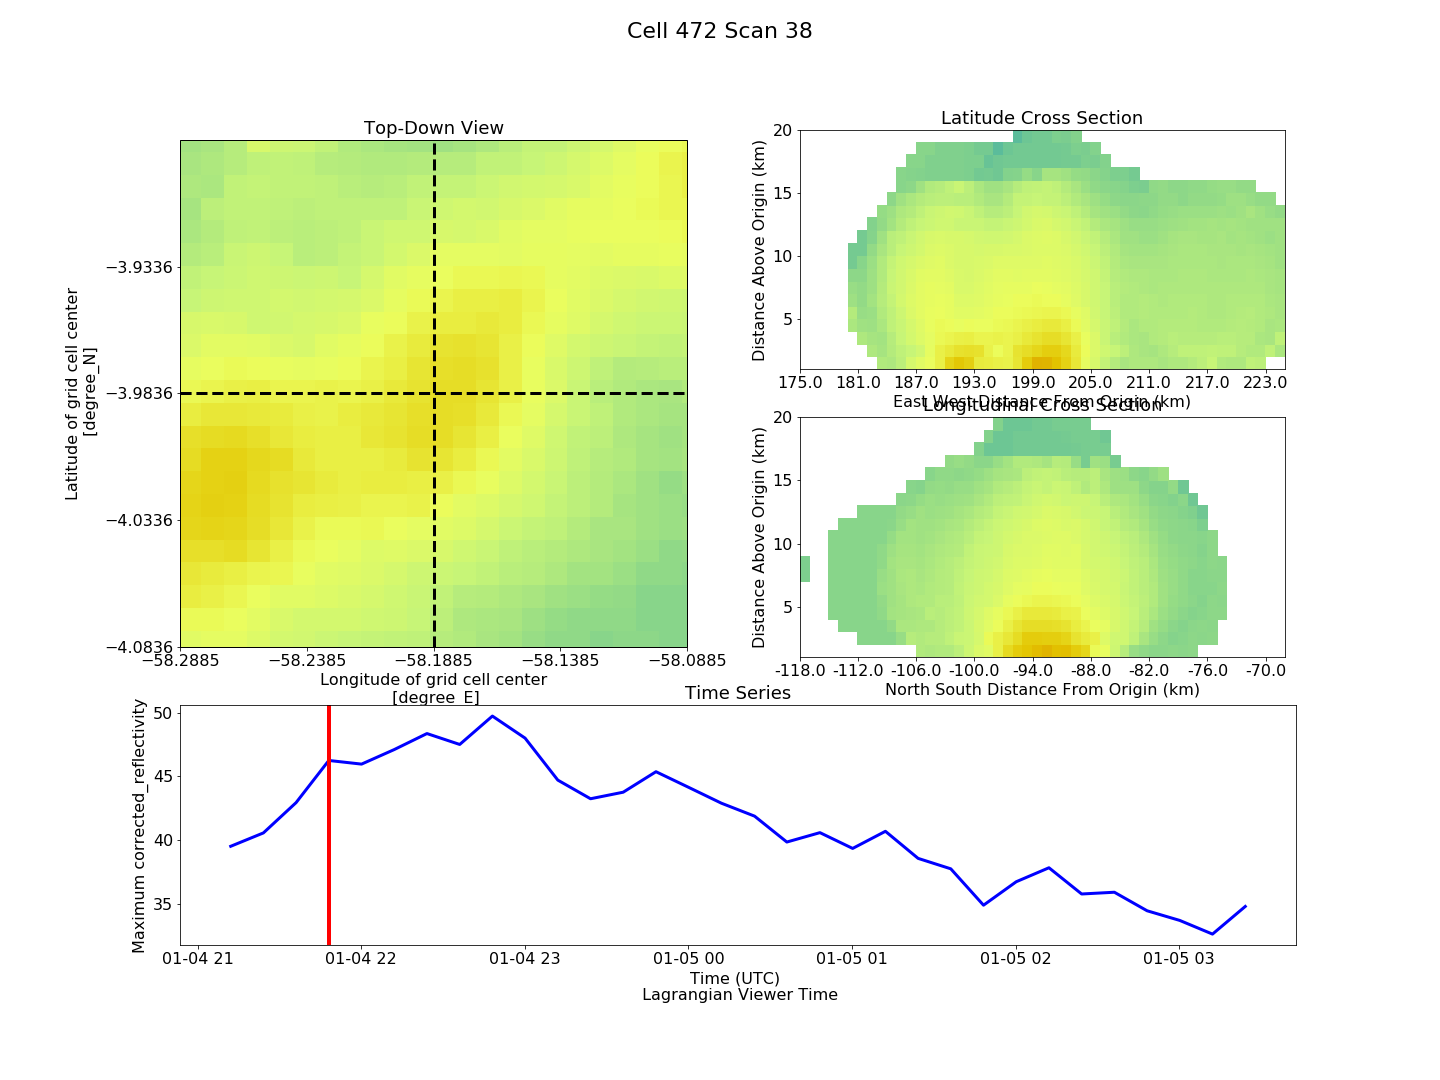 Cell 472 Scan 38
Top-Down View
−3.9336
−3.9836
−4.0336
−4.0836
Latitude of grid cell center
[degree_N]
−58.2885
−58.2385
−58.1885
−58.1385
−58.0885
Longitude of grid cell center
[degree_E]
Latitude Cross Section
20
15
10
5
Distance Above Origin (km)
175.0
181.0
187.0
193.0
199.0
205.0
211.0
217.0
223.0
East West Distance From Origin (km)
Longitudinal Cross Section
20
15
10
5
Distance Above Origin (km)
-118.0
-112.0
-106.0
-100.0
-94.0
-88.0
-82.0
-76.0
-70.0
North South Distance From Origin (km)
Time Series
50
45
40
35
Maximum corrected_reflectivity
01-04 21
01-04 22
01-04 23
01-05 00
01-05 01
01-05 02
01-05 03
Time (UTC)
Lagrangian Viewer Time